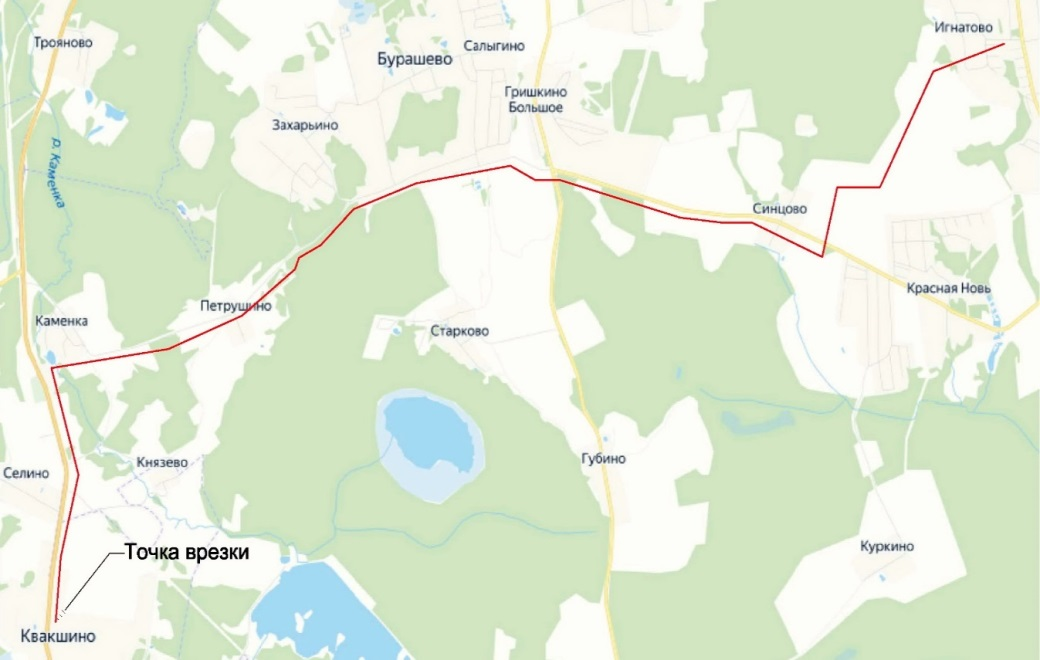 Игнатово
Трояново
Салыгино
Бурашево
Гришкино
Большое
Захарьино
р. Каменка
Синцово
Красная Новь
Петрушино
Каменка
Старково
Губино
Князево
Селино
Точка врезки
Куркино
Квакшино